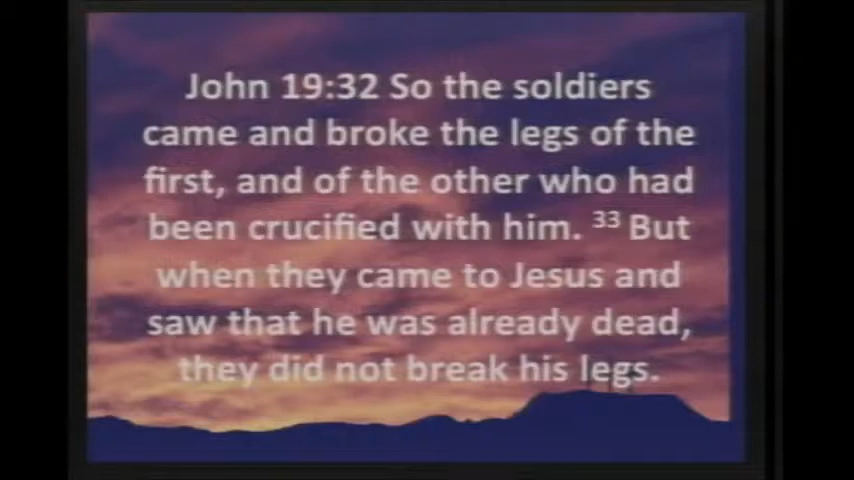 John 19:32 So the soldiers
came and broke the legs of the
first, and of the other who had
been crucified with him. 33 But
when they came to Jesus and
saw that he was already dead,
they did not break his legs.